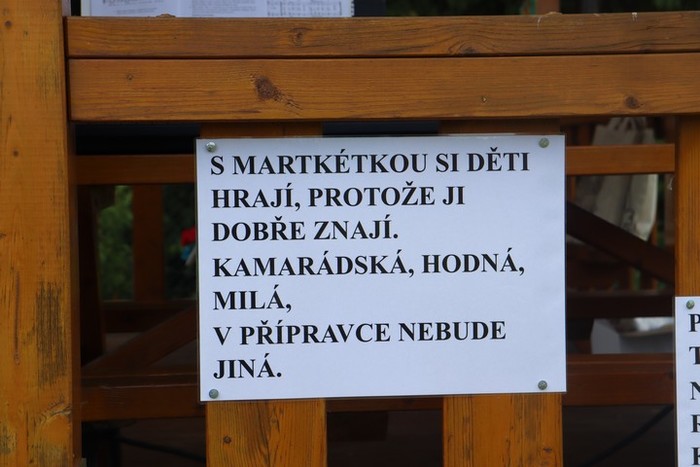 S MARTKÉTKOU SI DĚTI
HRAJÍ, PROTOŽE JI
DOBŘE ZNAJÍ.
KAMARÁDSKÁ, HODNÁ,
MILÁ,
V PŘÍPRAVCE NEBUDE
JINÁ.